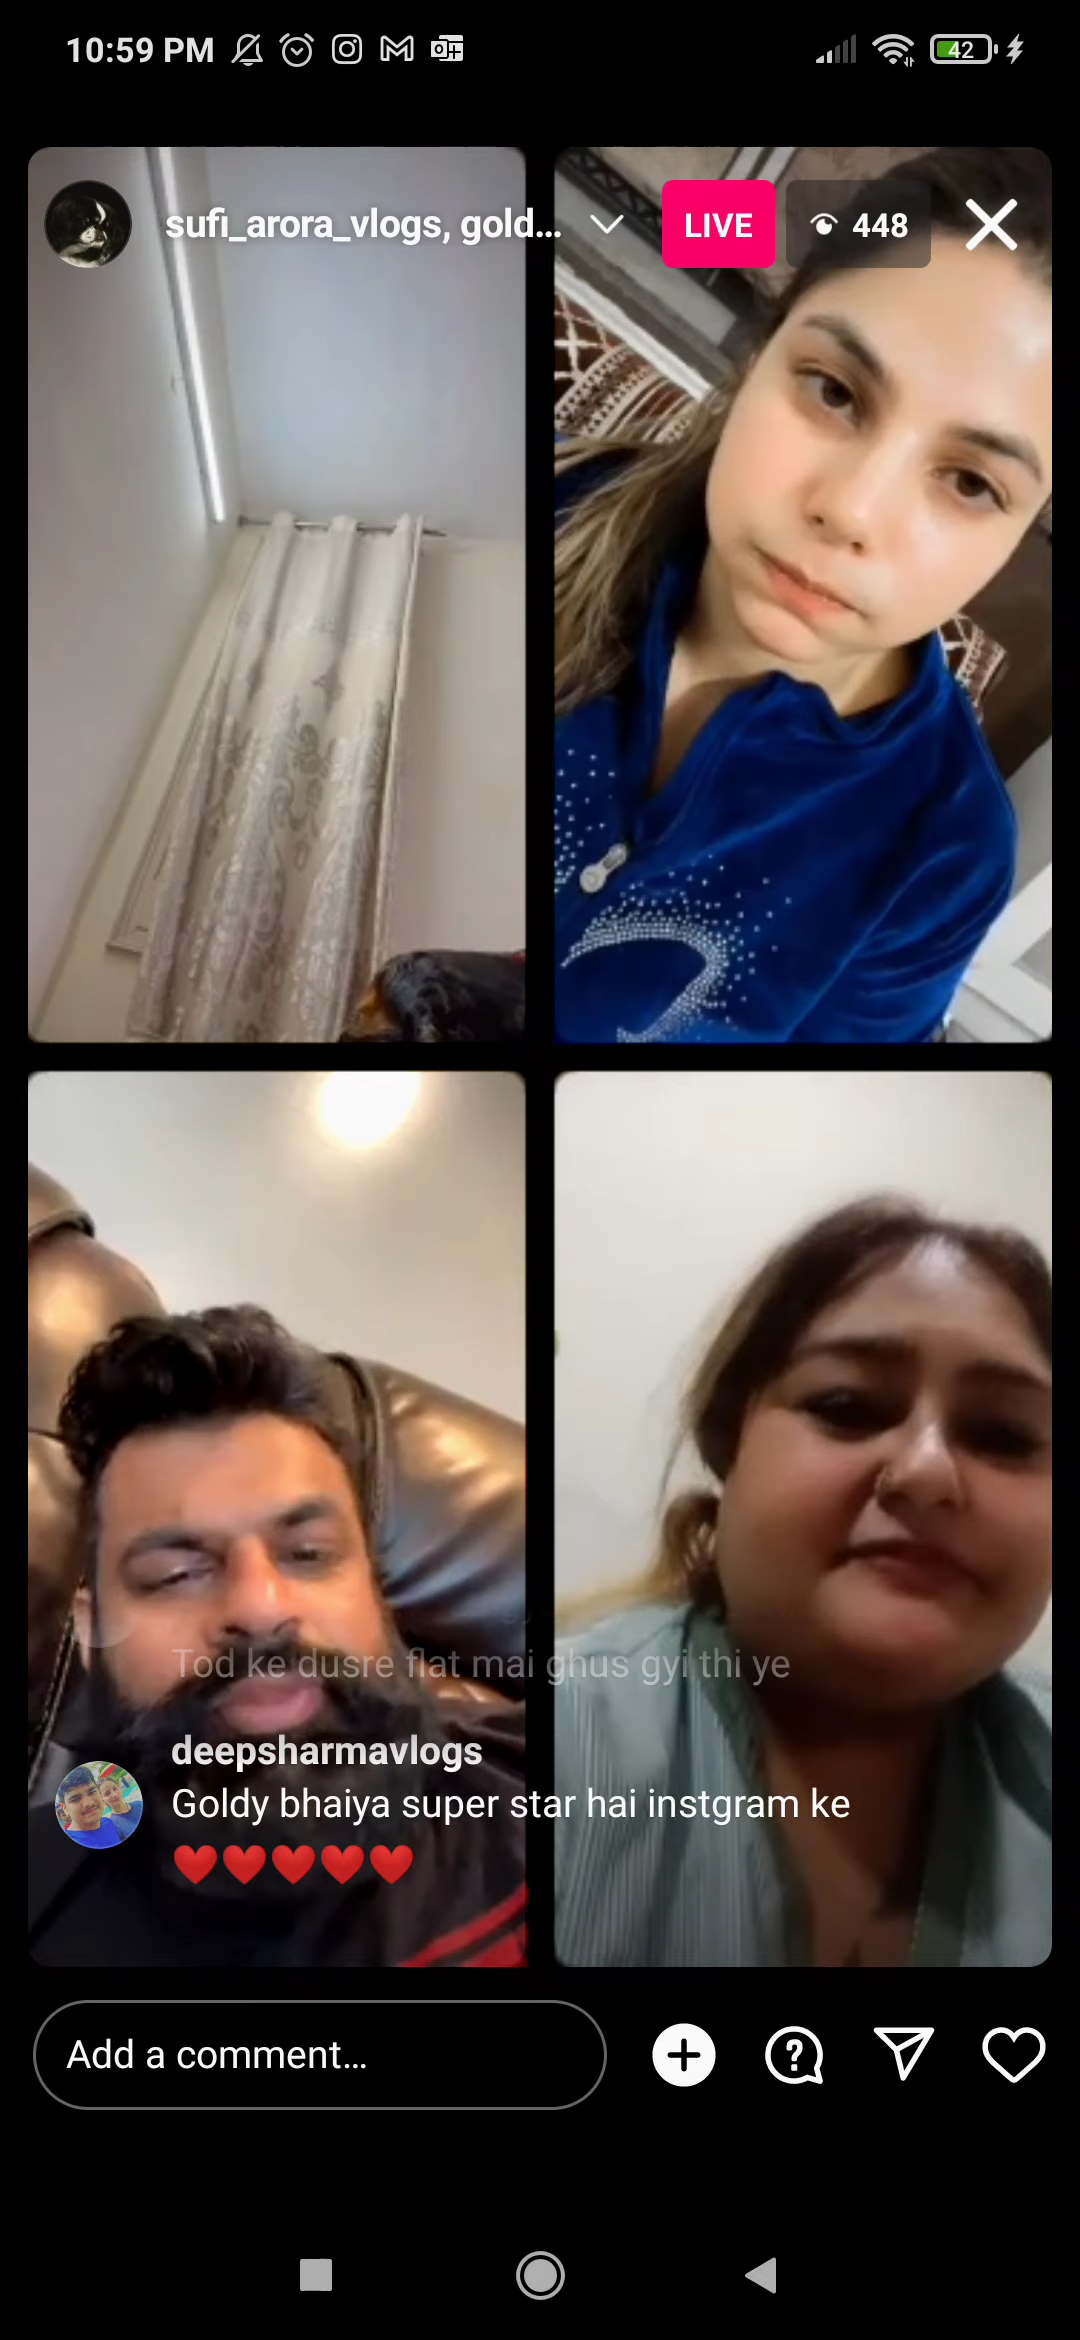 10:59 PM
42
sufi_arora_vlogs, gold...
LIVE
448
Tod ke dusre flat mai ghus gyi thi ye
deepsharmavlogs
Goldy bhaiya super star hai instgram ke
❤️❤️❤️❤️❤️
Add a comment...